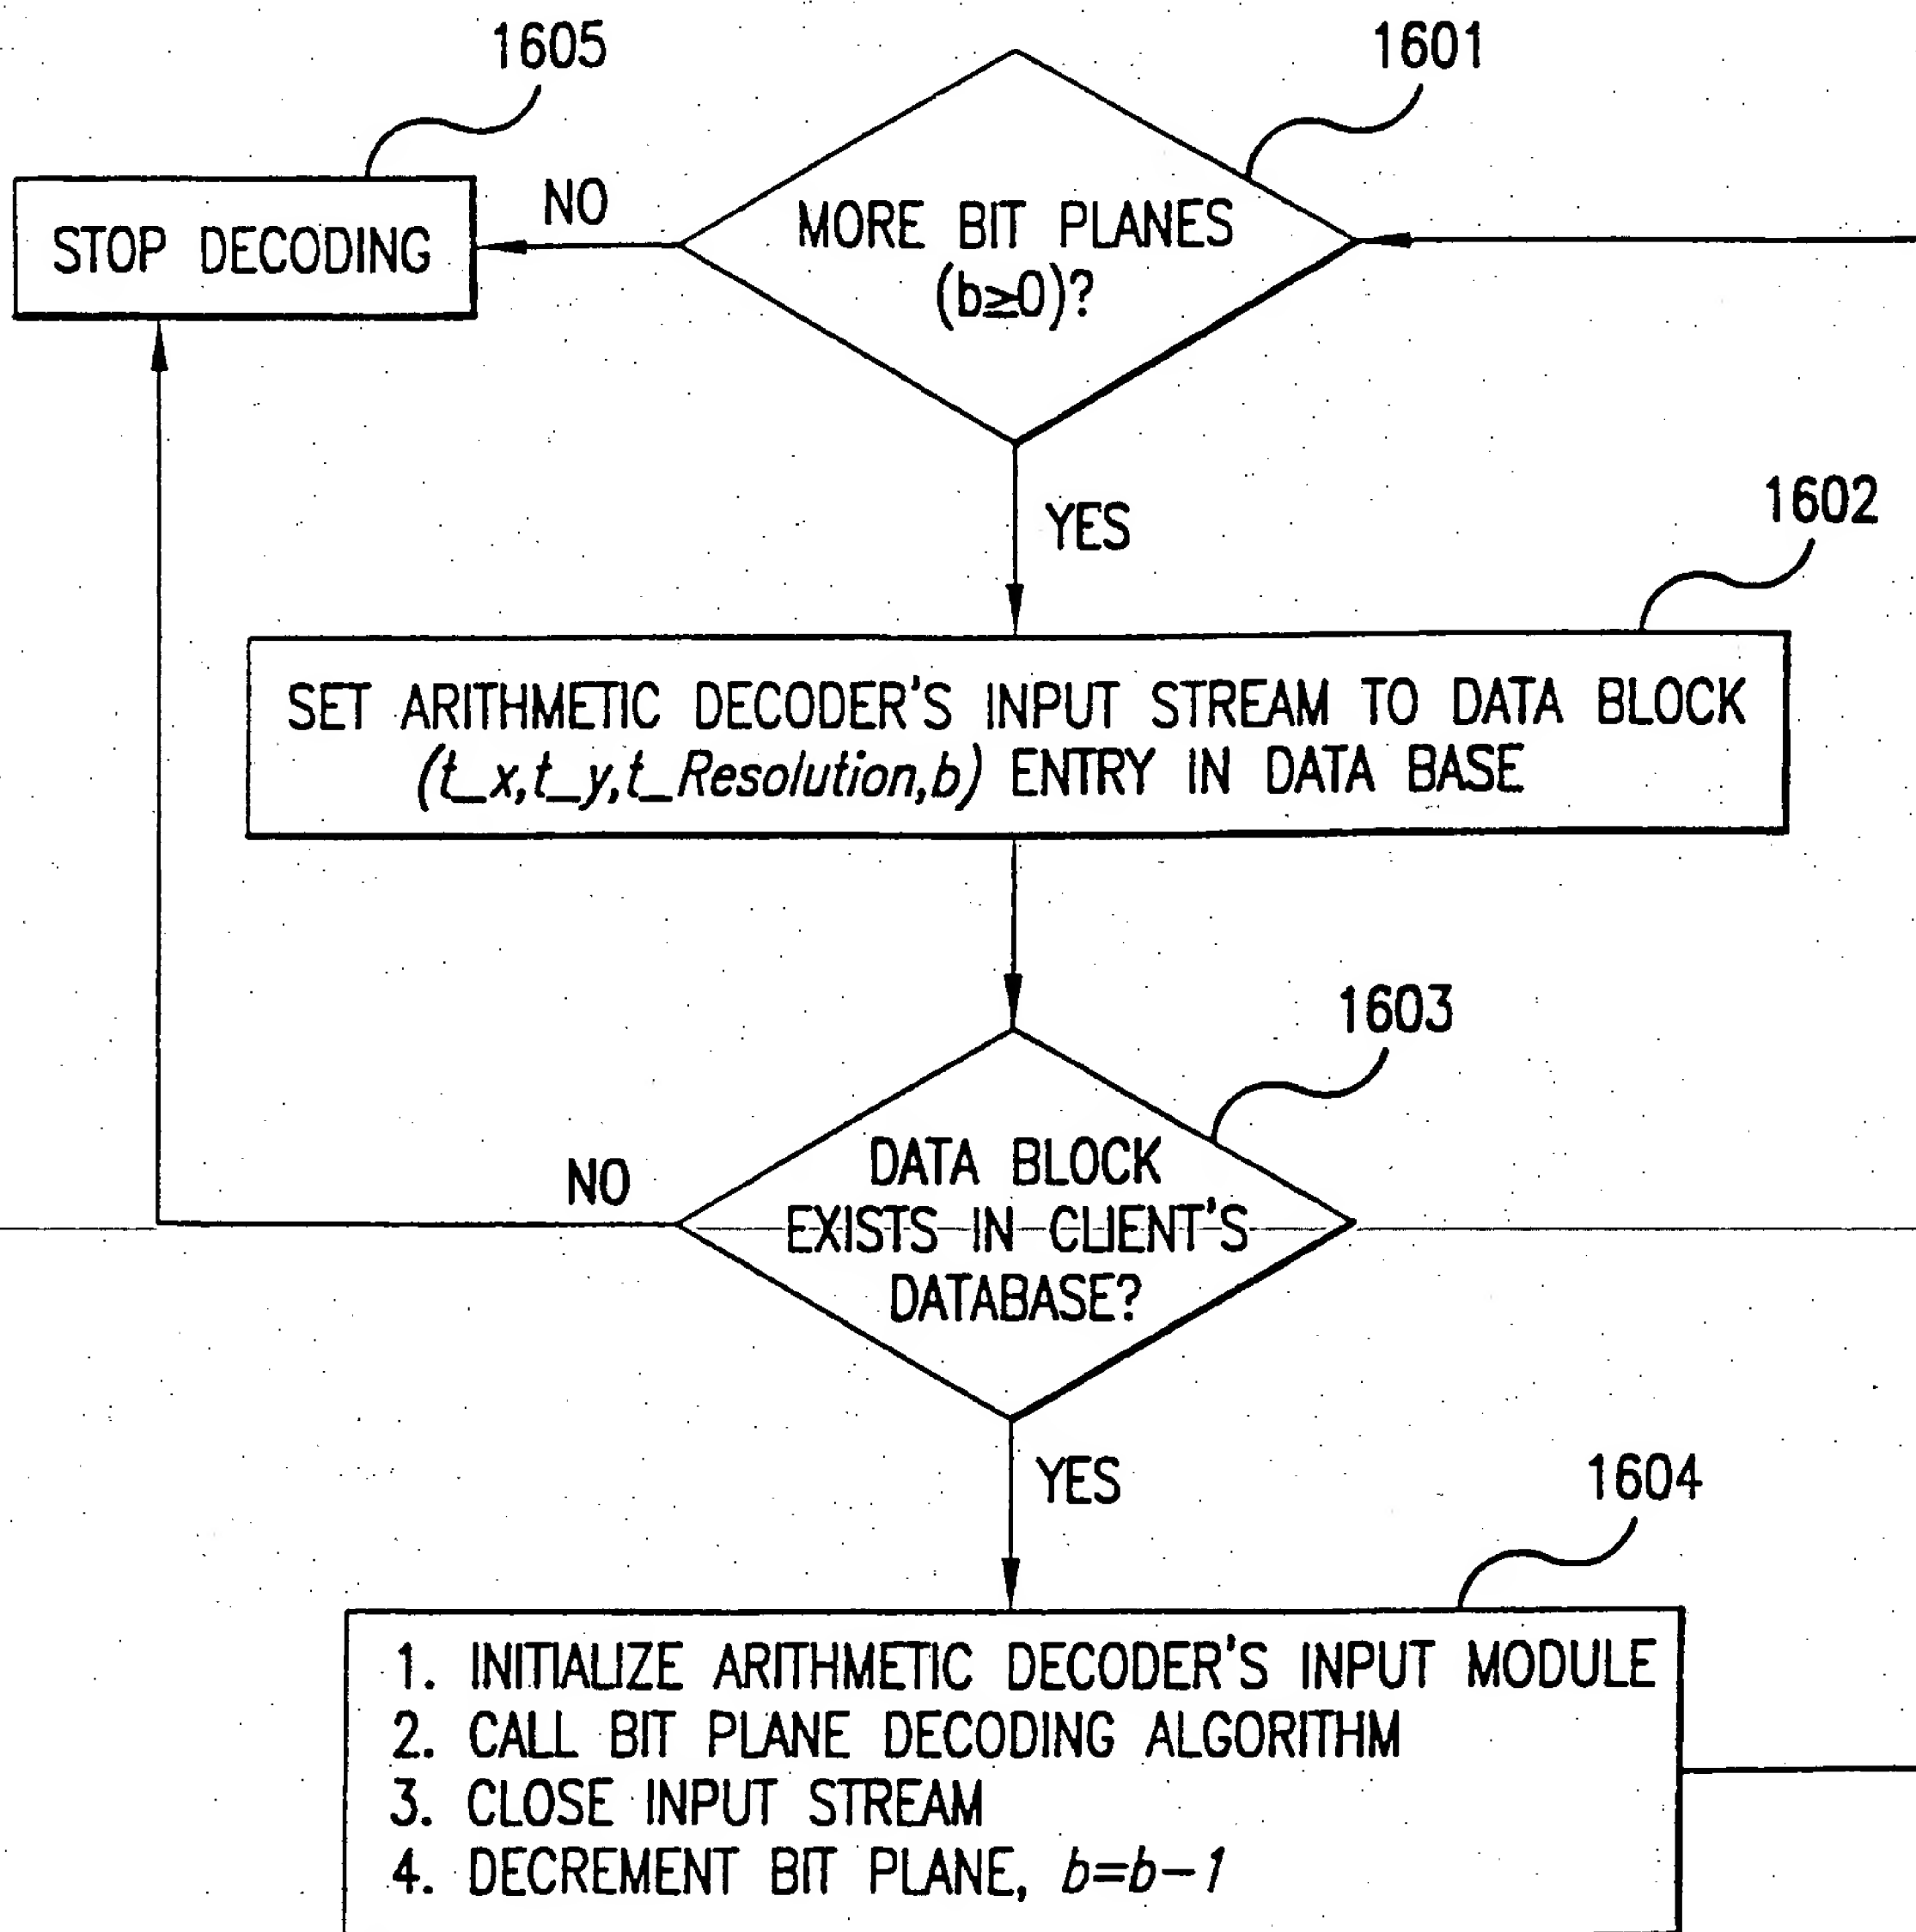 1605
1601
STOP DECODING
NO
MORE BIT PLANES
(b≥0)?
YES
1602
SET ARITHMETIC DECODER'S INPUT STREAM TO DATA BLOCK
(t_x,t_y,t_Resolution,b) ENTRY IN DATA BASE
1603
NO
DATA BLOCK
EXISTS IN CLIENT'S
DATABASE?
YES
1604
1. INITIALIZE ARITHMETIC DECODER'S INPUT MODULE
2. CALL BIT PLANE DECODING ALGORITHM
3. CLOSE INPUT STREAM
4. DECREMENT BIT PLANE, b=b-1